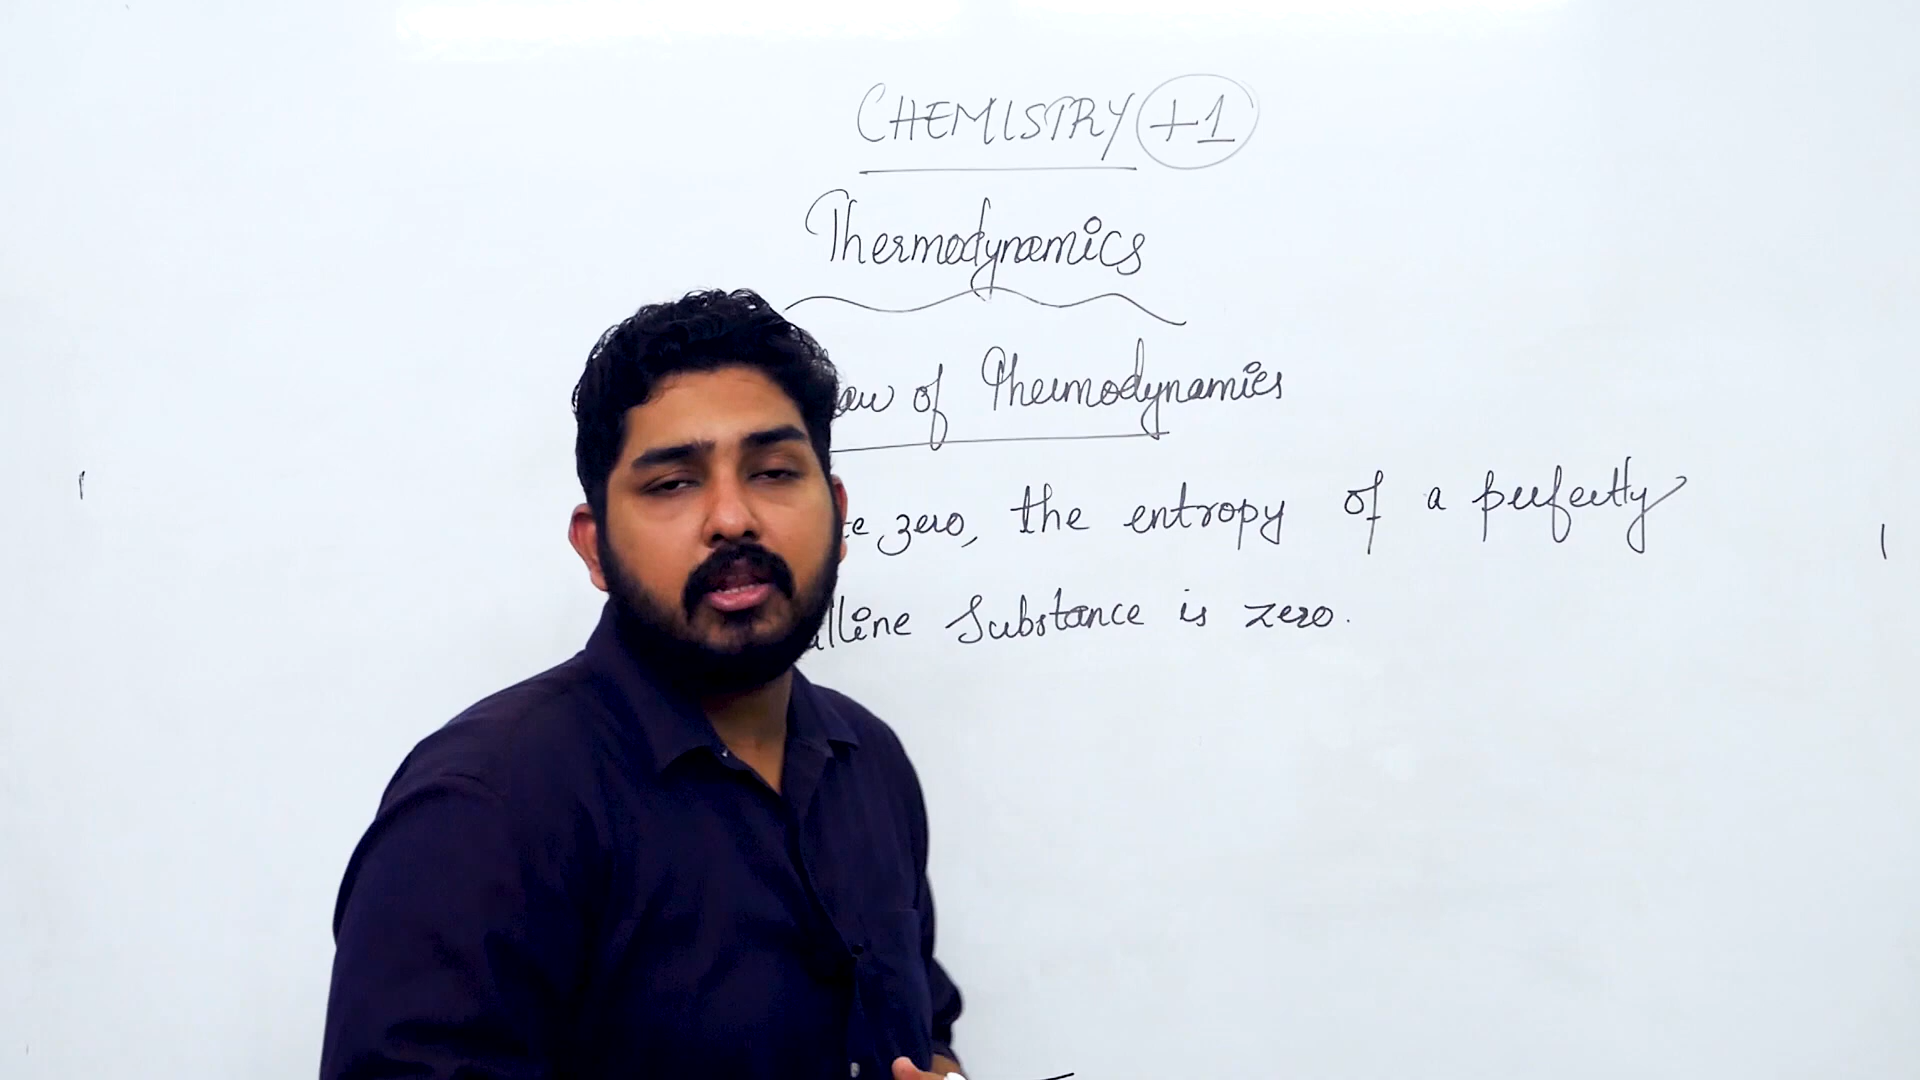 CHEMISTRY +1
Thermodynamics
of Thermodynamics
zero, the entropy of a perfectly
Substance is zero.